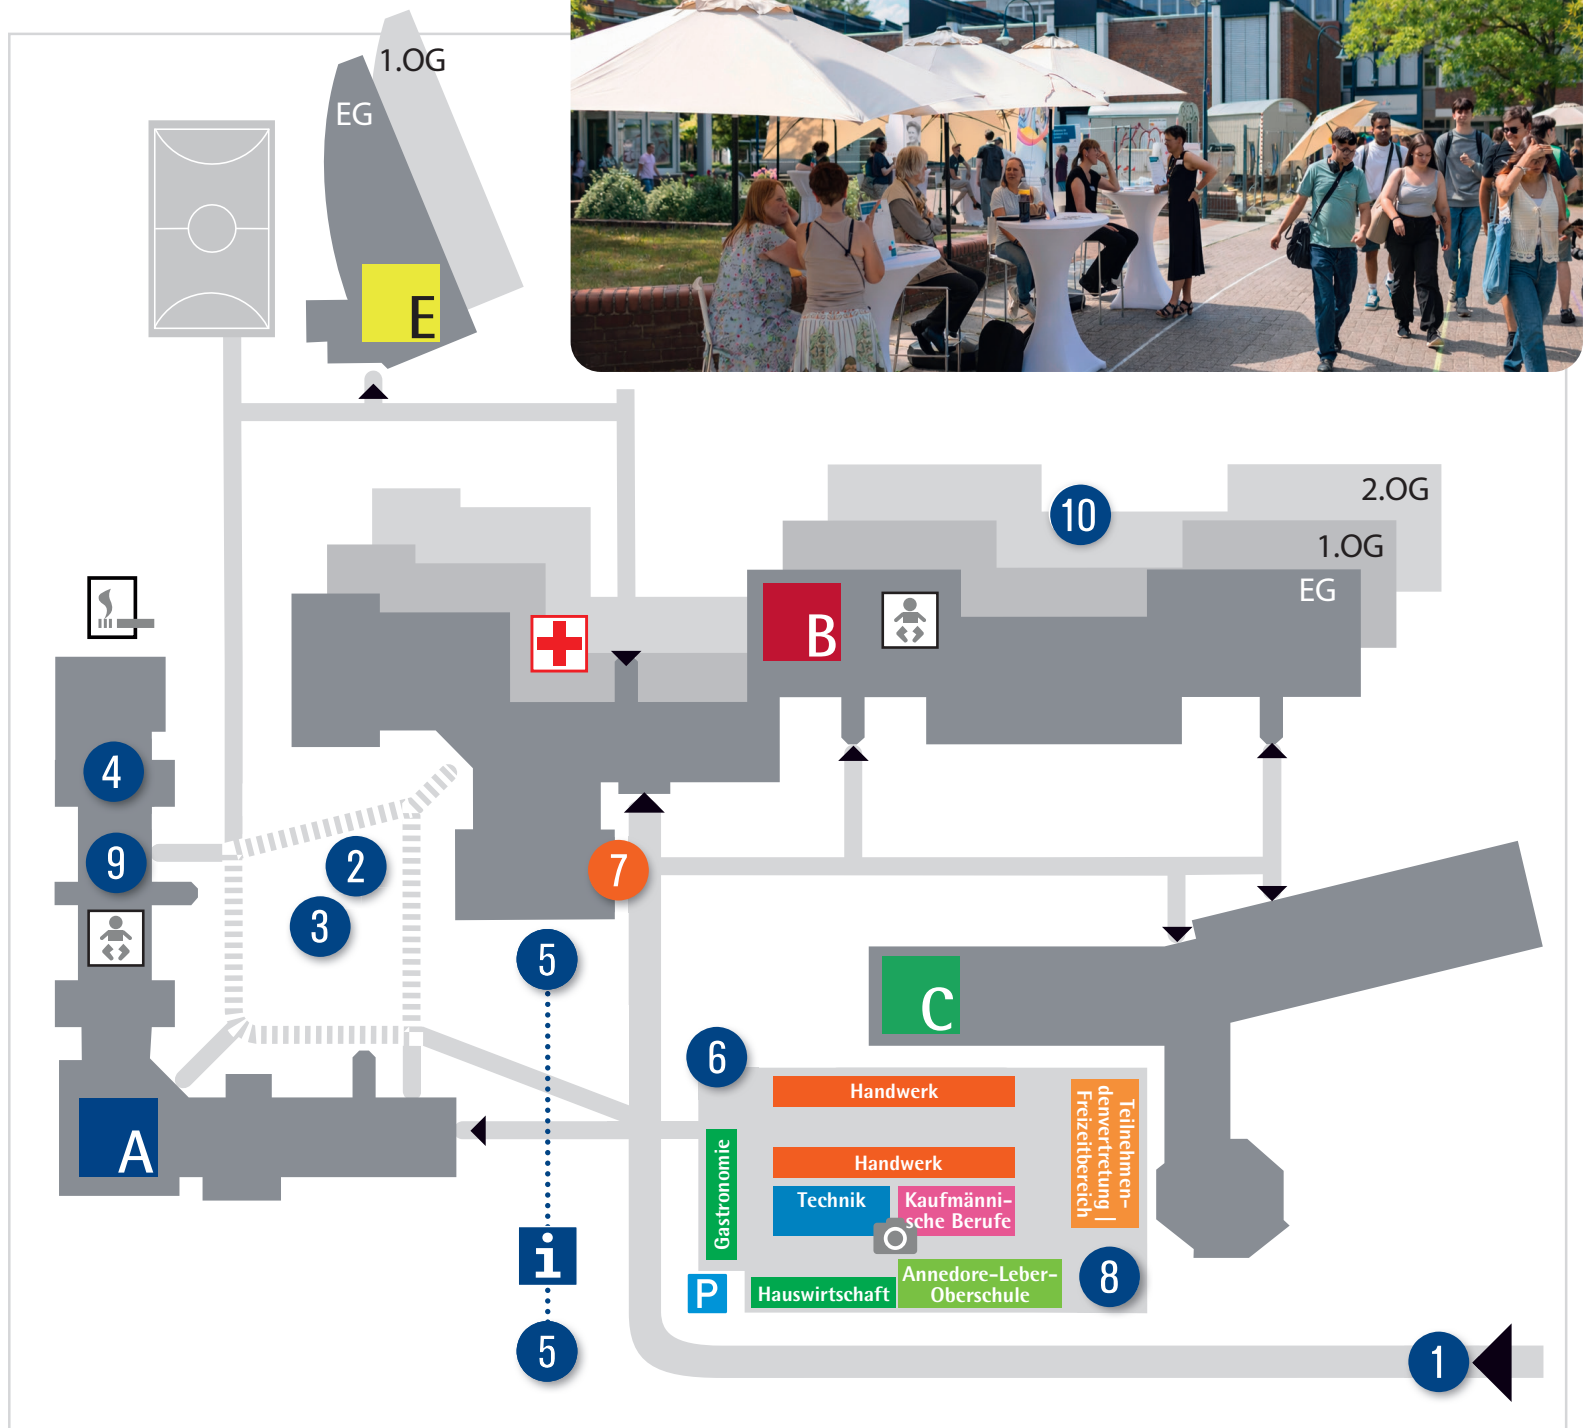 1.OG
EG
E
10
2.OG
1.OG
EG
B
4
9
2
3
7
5
C
6
A
Handwerk
Handwerk
Gastronomie
Technik
Kaufmänni-
sche Berufe
Teilnehmen-
denvertretung |
Freizeitbereich
i
P
Hauswirtschaft
Annedore-Leber-
Oberschule
8
5
1